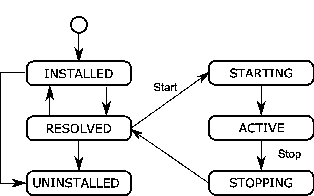 INSTALLED
STARTING
Start
RESOLVED
ACTIVE
Stop
UNINSTALLED
STOPPING